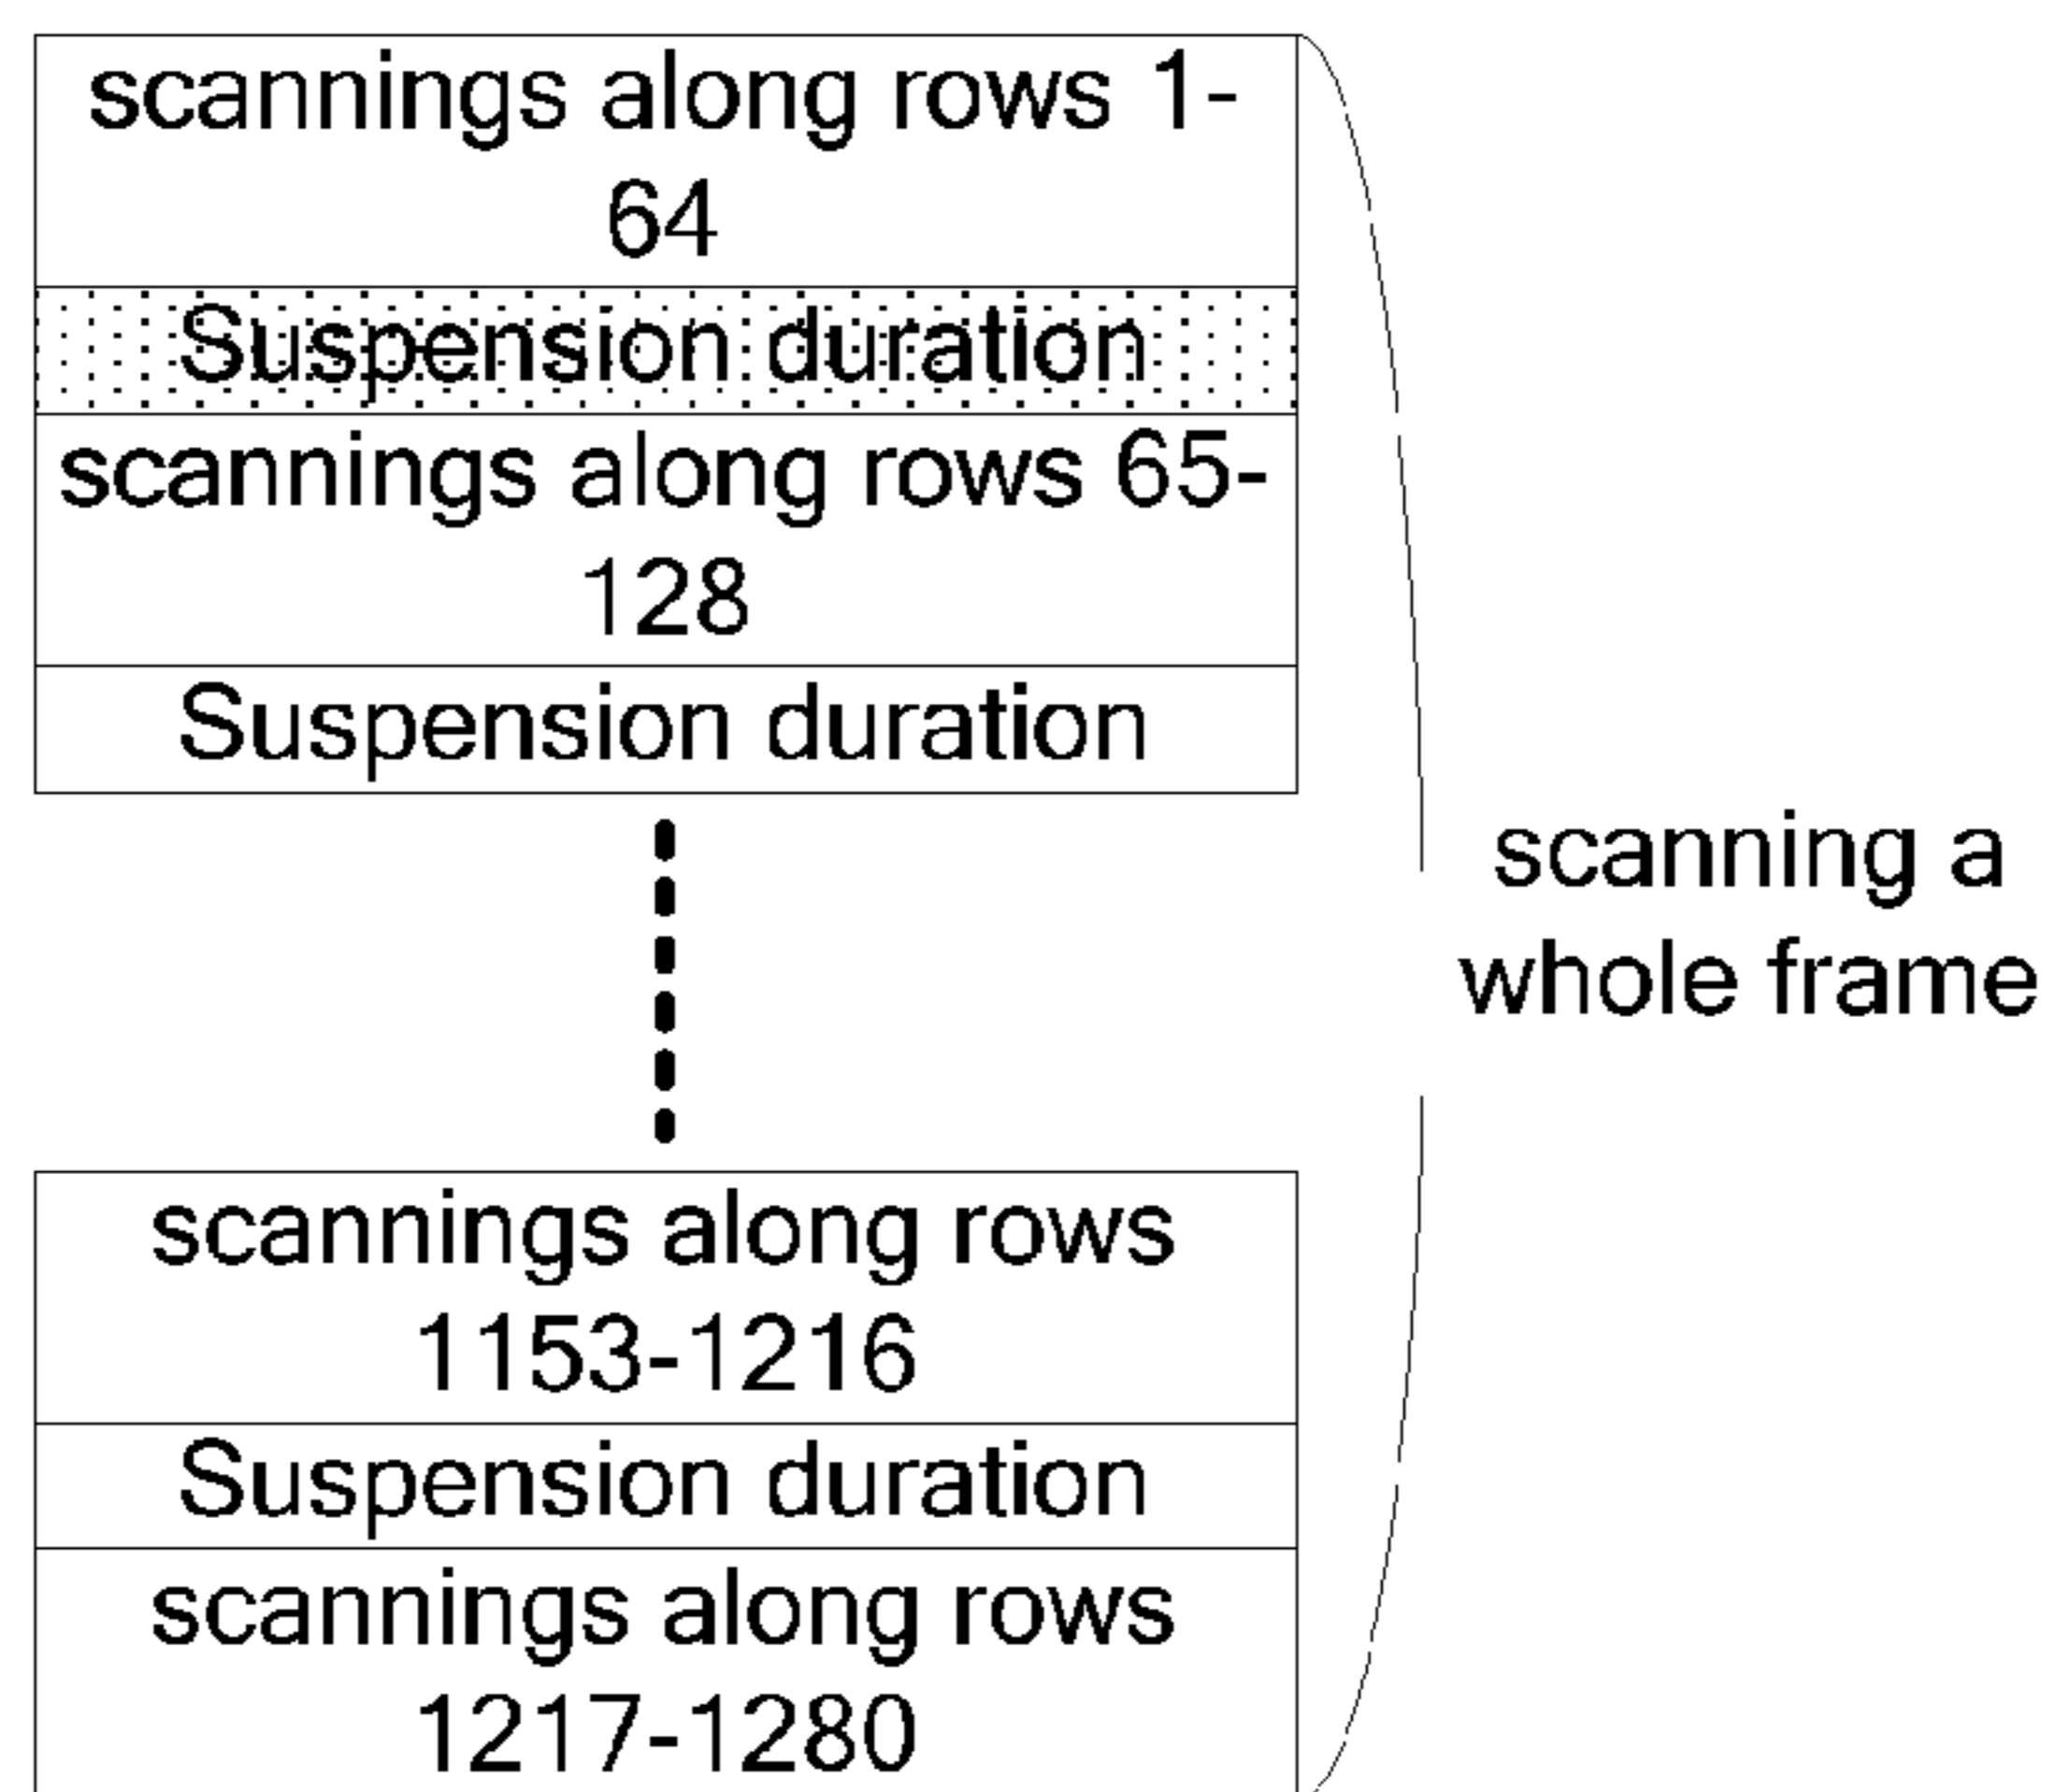 scannings along rows 1-
64
Suspension duration
scannings along rows 65-
128
Suspension duration
scanning a
whole frame
scannings along rows
1153-1216
Suspension duration
scannings along rows
1217-1280